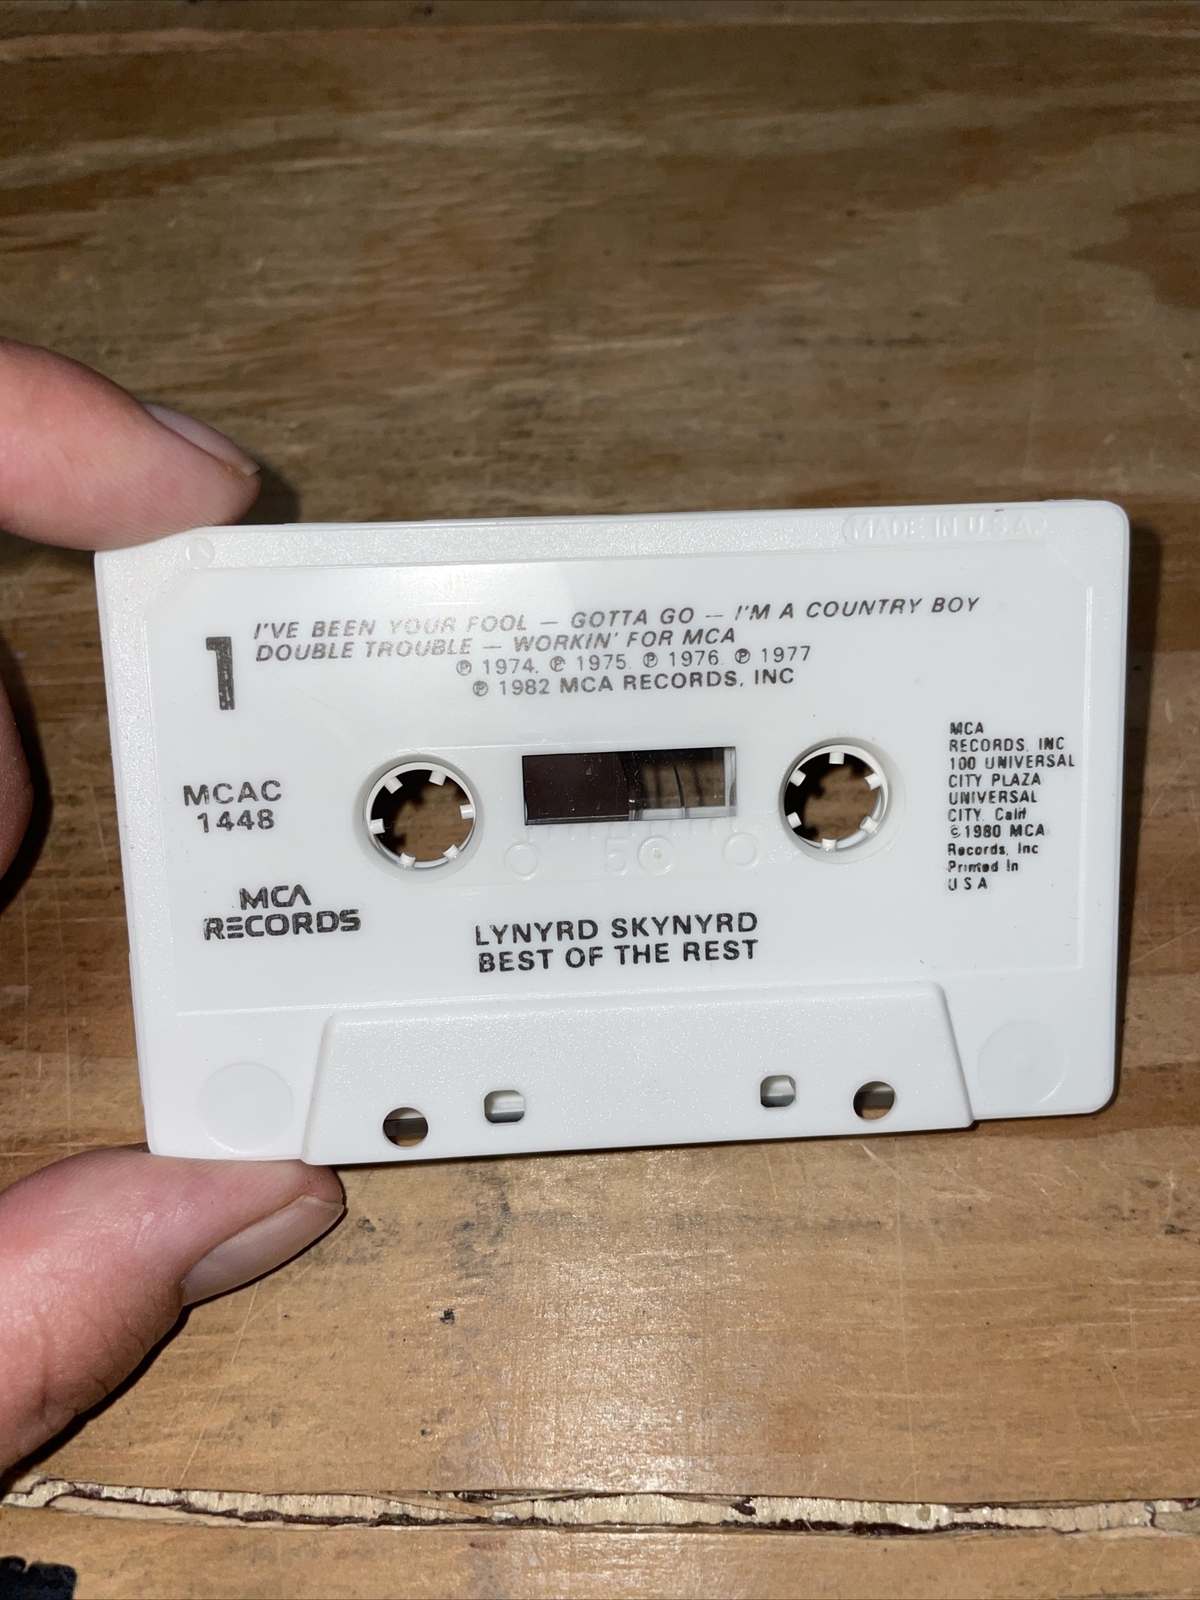 MADE IN U.S.A.
1
I'VE BEEN YOUR FOOL — GOTTA GO — I'M A COUNTRY BOY
DOUBLE TROUBLE — WORKIN' FOR MCA
℗ 1974. ℗ 1975. ℗ 1976. ℗ 1977
℗ 1982 MCA RECORDS, INC
MCAC
1448
MCA
RECORDS
50
MCA
RECORDS, INC
100 UNIVERSAL
CITY PLAZA
UNIVERSAL
CITY, Calif
©1980 MCA
Records, Inc
Printed In
U S A
LYNYRD SKYNYRD
BEST OF THE REST